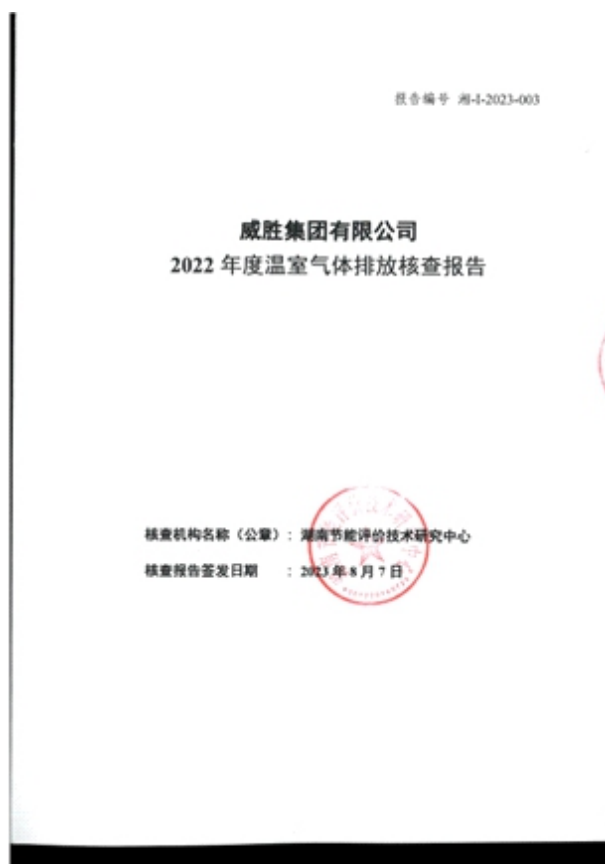 报告编号 湘-I-2023-003
威胜集团有限公司
2022 年度温室气体排放核查报告
核查机构名称（公章）：湖南节能评价技术研究中心
核查报告签发日期 ：2023 年 8 月 7 日